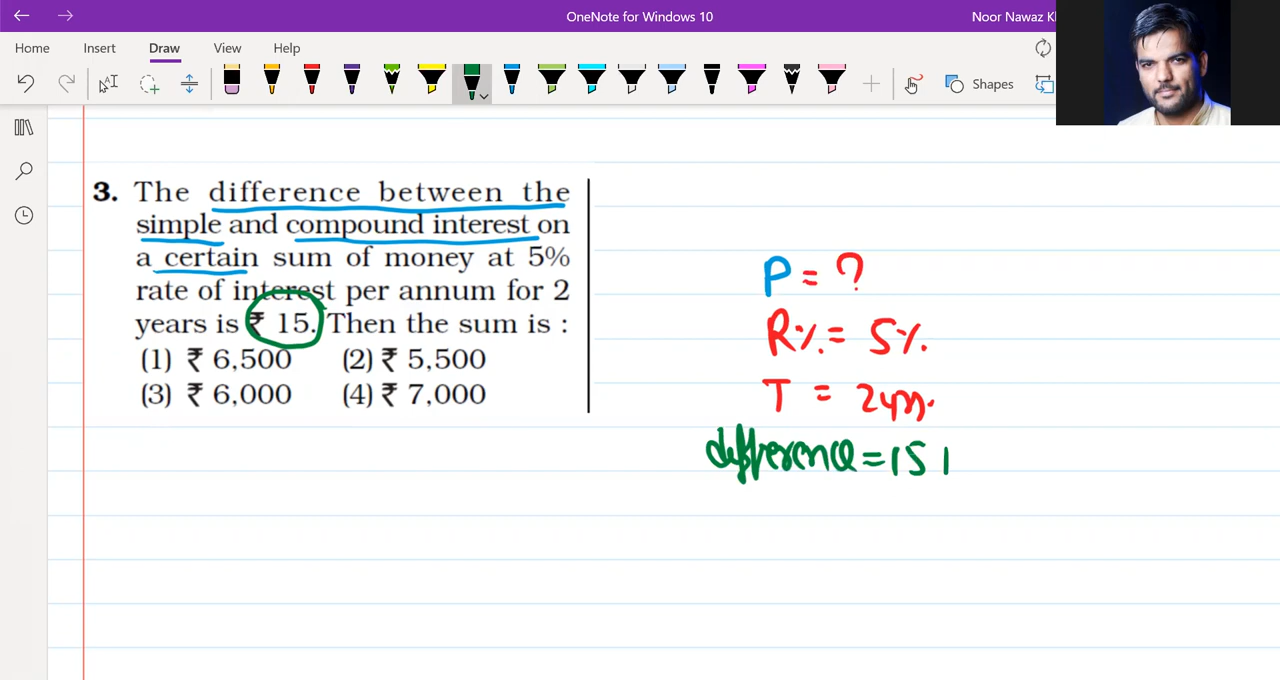 OneNote for Windows 10
Noor Nawaz Kh
Home Insert Draw View Help
Shapes
3. The difference between the
simple and compound interest on
a certain sum of money at 5%
rate of interest per annum for 2
years is ₹ 15. Then the sum is :
(1) ₹ 6,500 (2) ₹ 5,500
(3) ₹ 6,000 (4) ₹ 7,000
P = ?
R% = 5%
T = 2yrs.
difference = 15 |